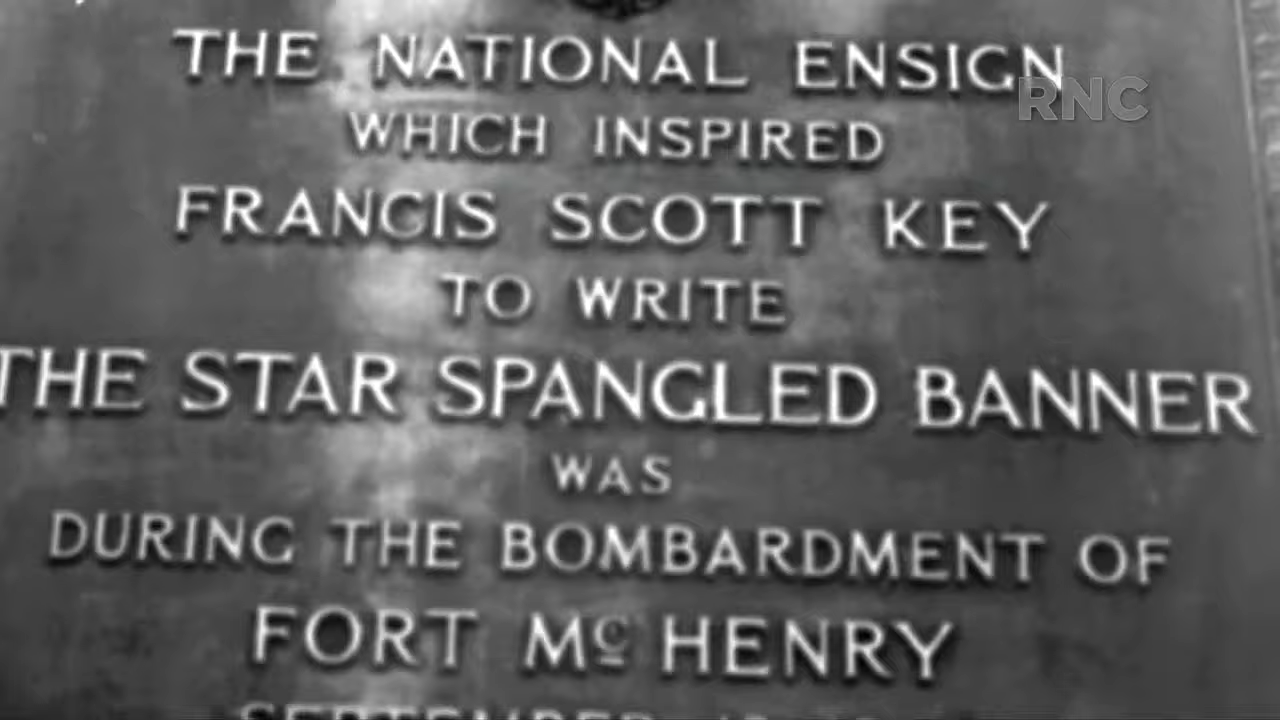 THE NATIONAL ENSIGN
RNC
WHICH INSPIRED
FRANCIS SCOTT KEY
TO WRITE
THE STAR SPANGLED BANNER
WAS
DURING THE BOMBARDMENT OF
FORT Mc HENRY
SEPTEMBER